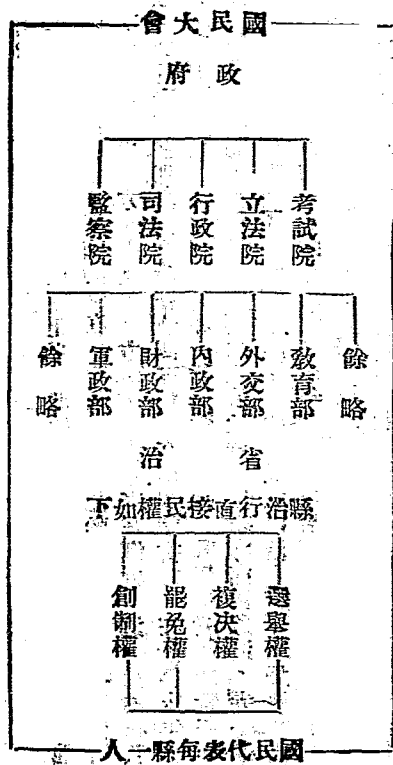 國民大會
政府
考試院
立法院
行政院
司法院
監察院
餘略
教育部
外交部
內政部
財政部
軍政部
餘略
省治
縣治行直接民權如下
選舉權
複决權
罷免權
創制權
國民代表每縣一人